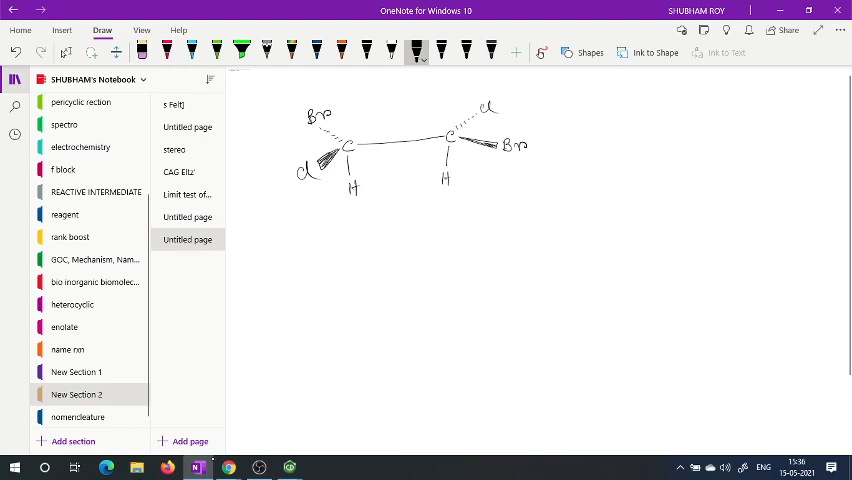 OneNote for Windows 10
SHUBHAM ROY
Home Insert Draw View Help
Share
Shapes
Ink to Shape
Ink to Text
SHUBHAM's Notebook
pericyclic rection
spectro
electrochemistry
f block
REACTIVE INTERMEDIATE
reagent
rank boost
GOC, Mechanism, Nam...
bio inorganic biomolec...
heterocyclic
enolate
name rxn
New Section 1
New Section 2
nomencleature
Add section
s Felt]
Untitled page
stereo
CAG Ellz'
Limit test of...
Untitled page
Untitled page
Add page
Br Cl
C C Br
Cl
H H
ENG
15:36
15-05-2021